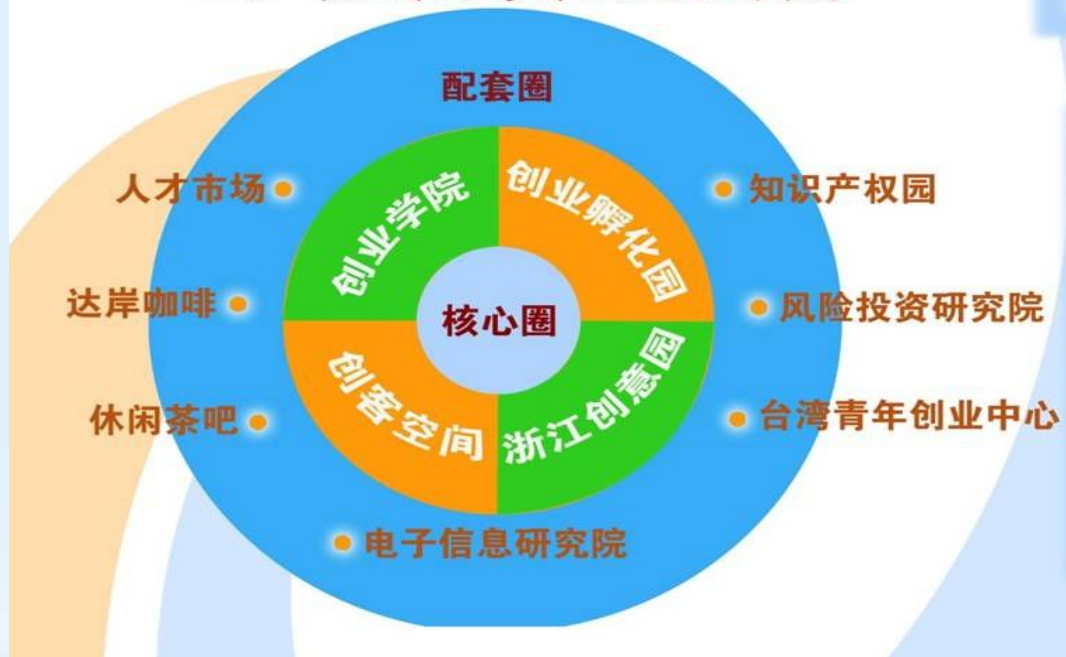 配套圈
人才市场
知识产权园
创业学院
创业孵化园
达岸咖啡
核心圈
风险投资研究院
创客空间
浙江创意园
休闲茶吧
台湾青年创业中心
电子信息研究院